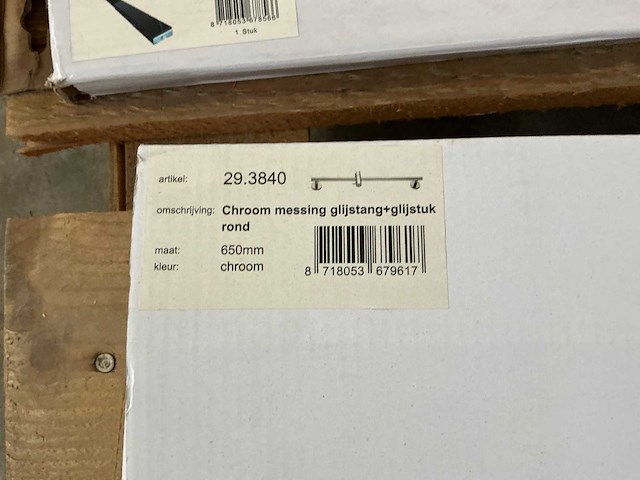 8 718053 678566
1 Stuk
artikel: 29.3840
omschrijving: Chroom messing glijstang+glijstuk
rond
maat: 650mm
kleur: chroom
8 718053 679617